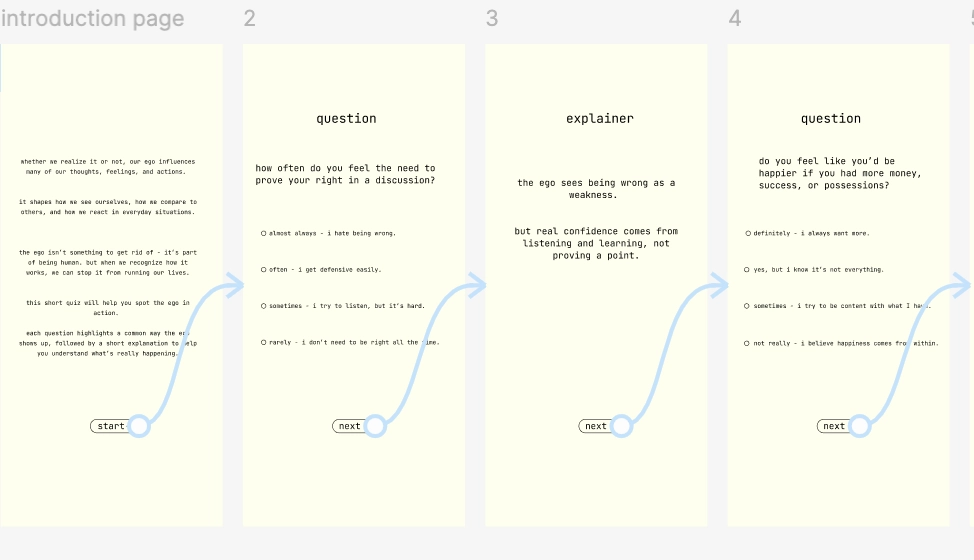 introduction page
whether we realize it or not, our ego influences
many of our thoughts, feelings, and actions.
it shapes how we see ourselves, how we compare to
others, and how we react in everyday situations.
the ego isn't something to get rid of - it's part
of being human. but when we recognize how it
works, we can stop it from running our lives.
this short quiz will help you spot the ego in
action.
each question highlights a common way the ego
shows up, followed by a short explanation to help
you understand what's really happening.
start
2
question
how often do you feel the need to
prove your right in a discussion?
almost always - i hate being wrong.
often - i get defensive easily.
sometimes - i try to listen, but it's hard.
rarely - i don't need to be right all the time.
next
3
explainer
the ego sees being wrong as a
weakness.
but real confidence comes from
listening and learning, not
proving a point.
next
4
question
do you feel like you'd be
happier if you had more money,
success, or possessions?
definitely - i always want more.
yes, but i know it's not everything.
sometimes - i try to be content with what I have.
not really - i believe happiness comes from within.
next